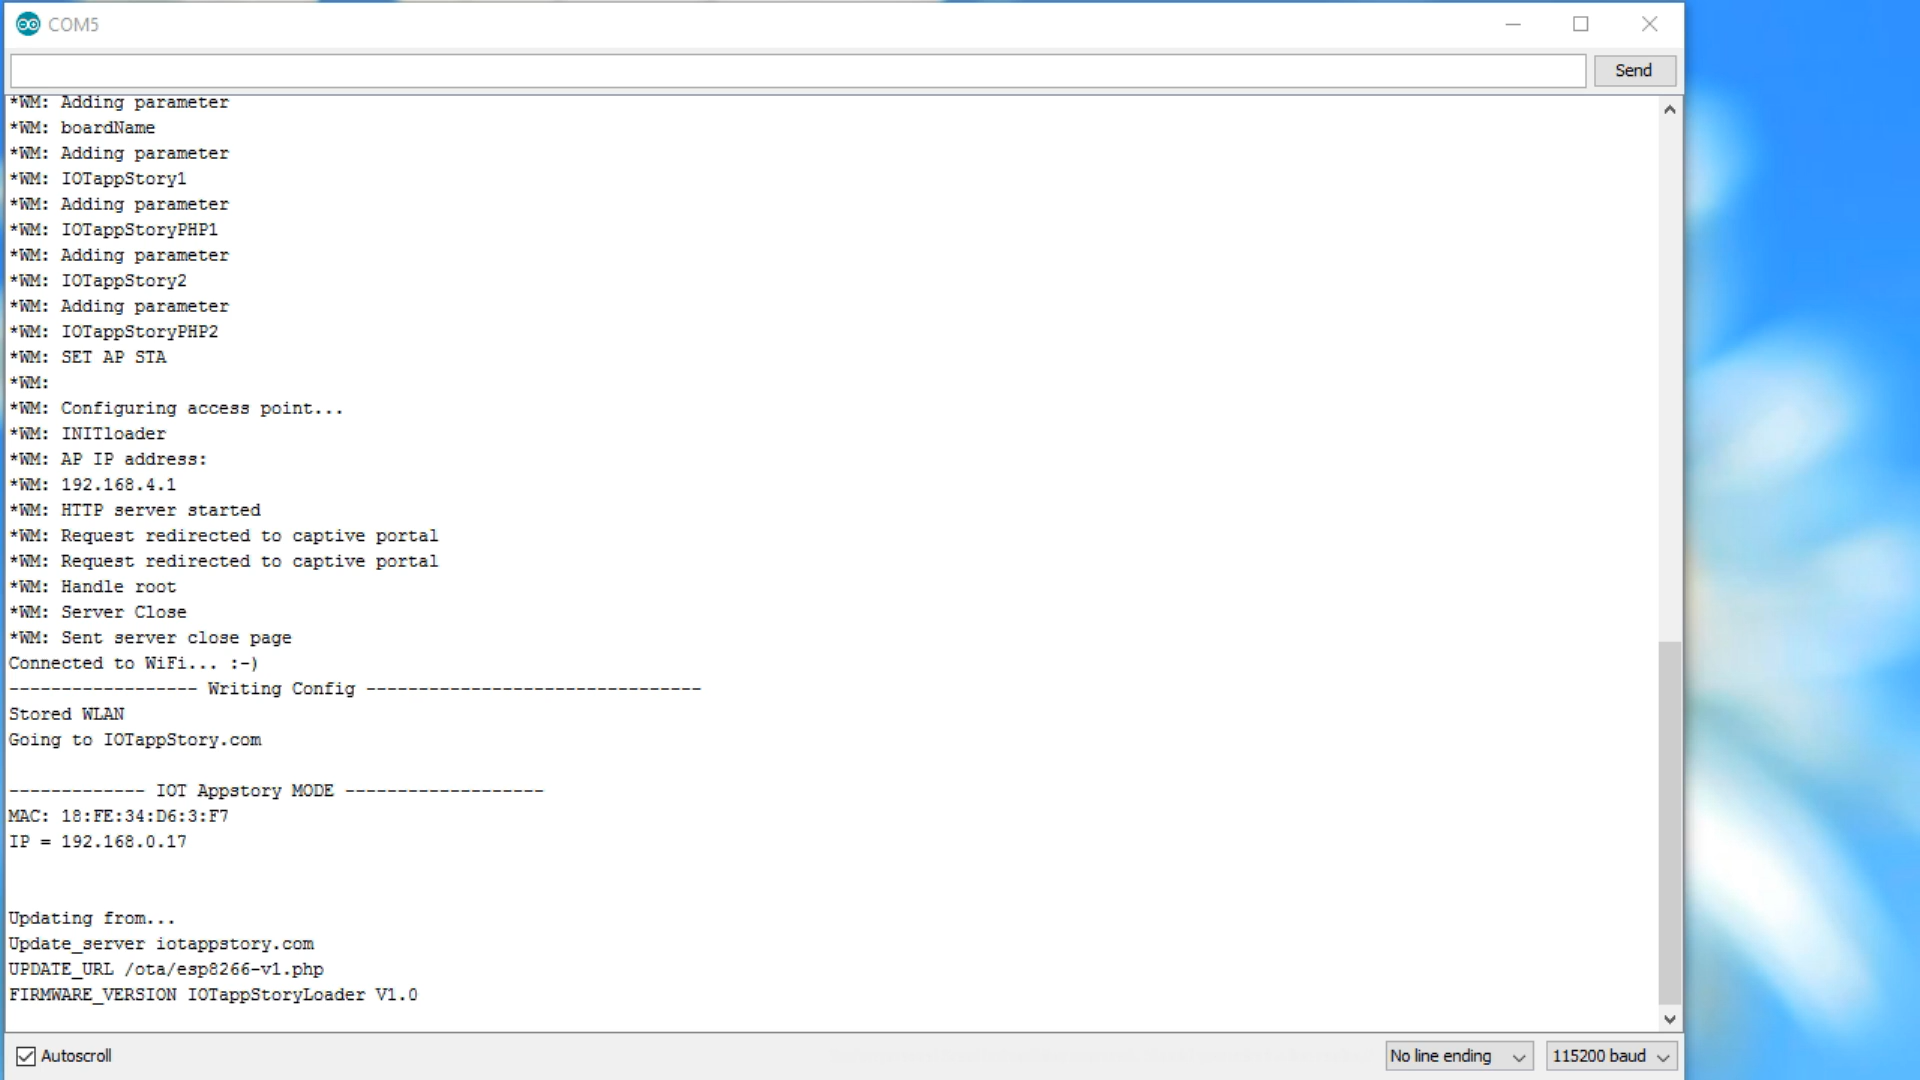 COM5
Send
*WM: Adding parameter
*WM: boardName
*WM: Adding parameter
*WM: IOTappStory1
*WM: Adding parameter
*WM: IOTappStoryPHP1
*WM: Adding parameter
*WM: IOTappStory2
*WM: Adding parameter
*WM: IOTappStoryPHP2
*WM: SET AP STA
*WM:
*WM: Configuring access point...
*WM: INITloader
*WM: AP IP address:
*WM: 192.168.4.1
*WM: HTTP server started
*WM: Request redirected to captive portal
*WM: Request redirected to captive portal
*WM: Handle root
*WM: Server Close
*WM: Sent server close page
Connected to WiFi... :-)
------------------ Writing Config --------------------------------
Stored WLAN
Going to IOTappStory.com
------------- IOT Appstory MODE -------------------
MAC: 18:FE:34:D6:3:F7
IP = 192.168.0.17
Updating from...
Update_server iotappstory.com
UPDATE_URL /ota/esp8266-v1.php
FIRMWARE_VERSION IOTappStoryLoader V1.0
Autoscroll
No line ending
115200 baud